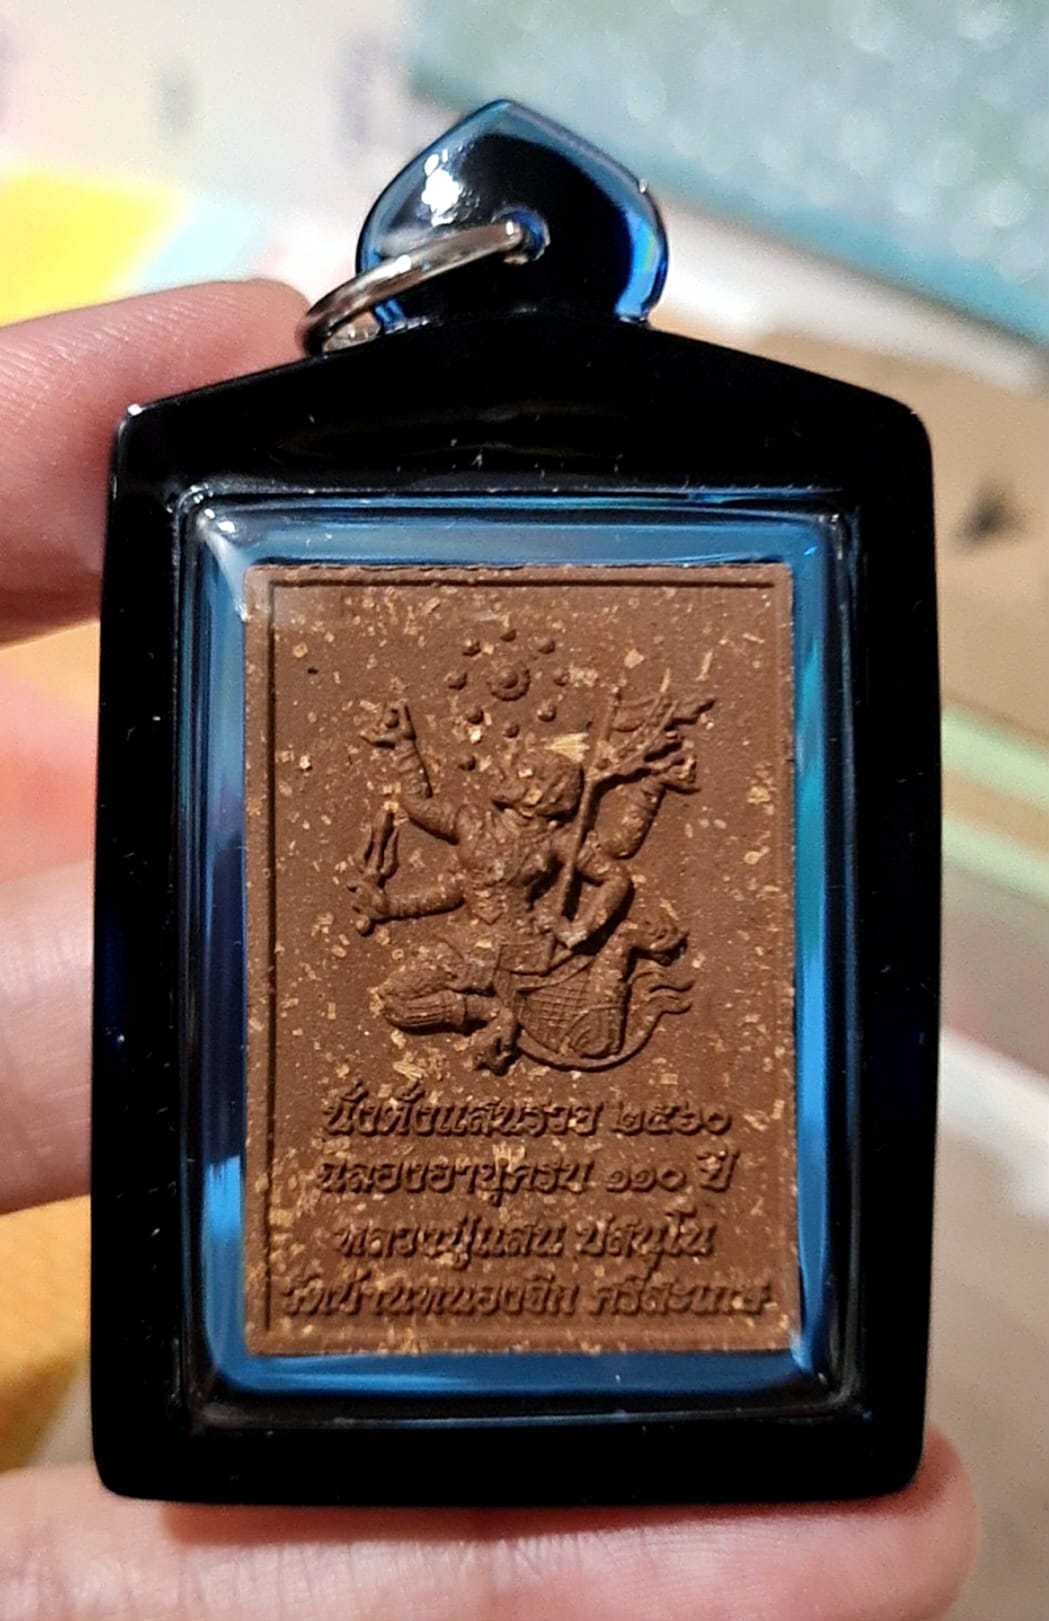 นั่งตั่งแสนรวย ๒๕๖๐
ฉลองอายุครบ ๑๑๐ ปี
หลวงปู่แสน ปสนฺโน
วัดบ้านหนองจิก ศรีสะเกษ